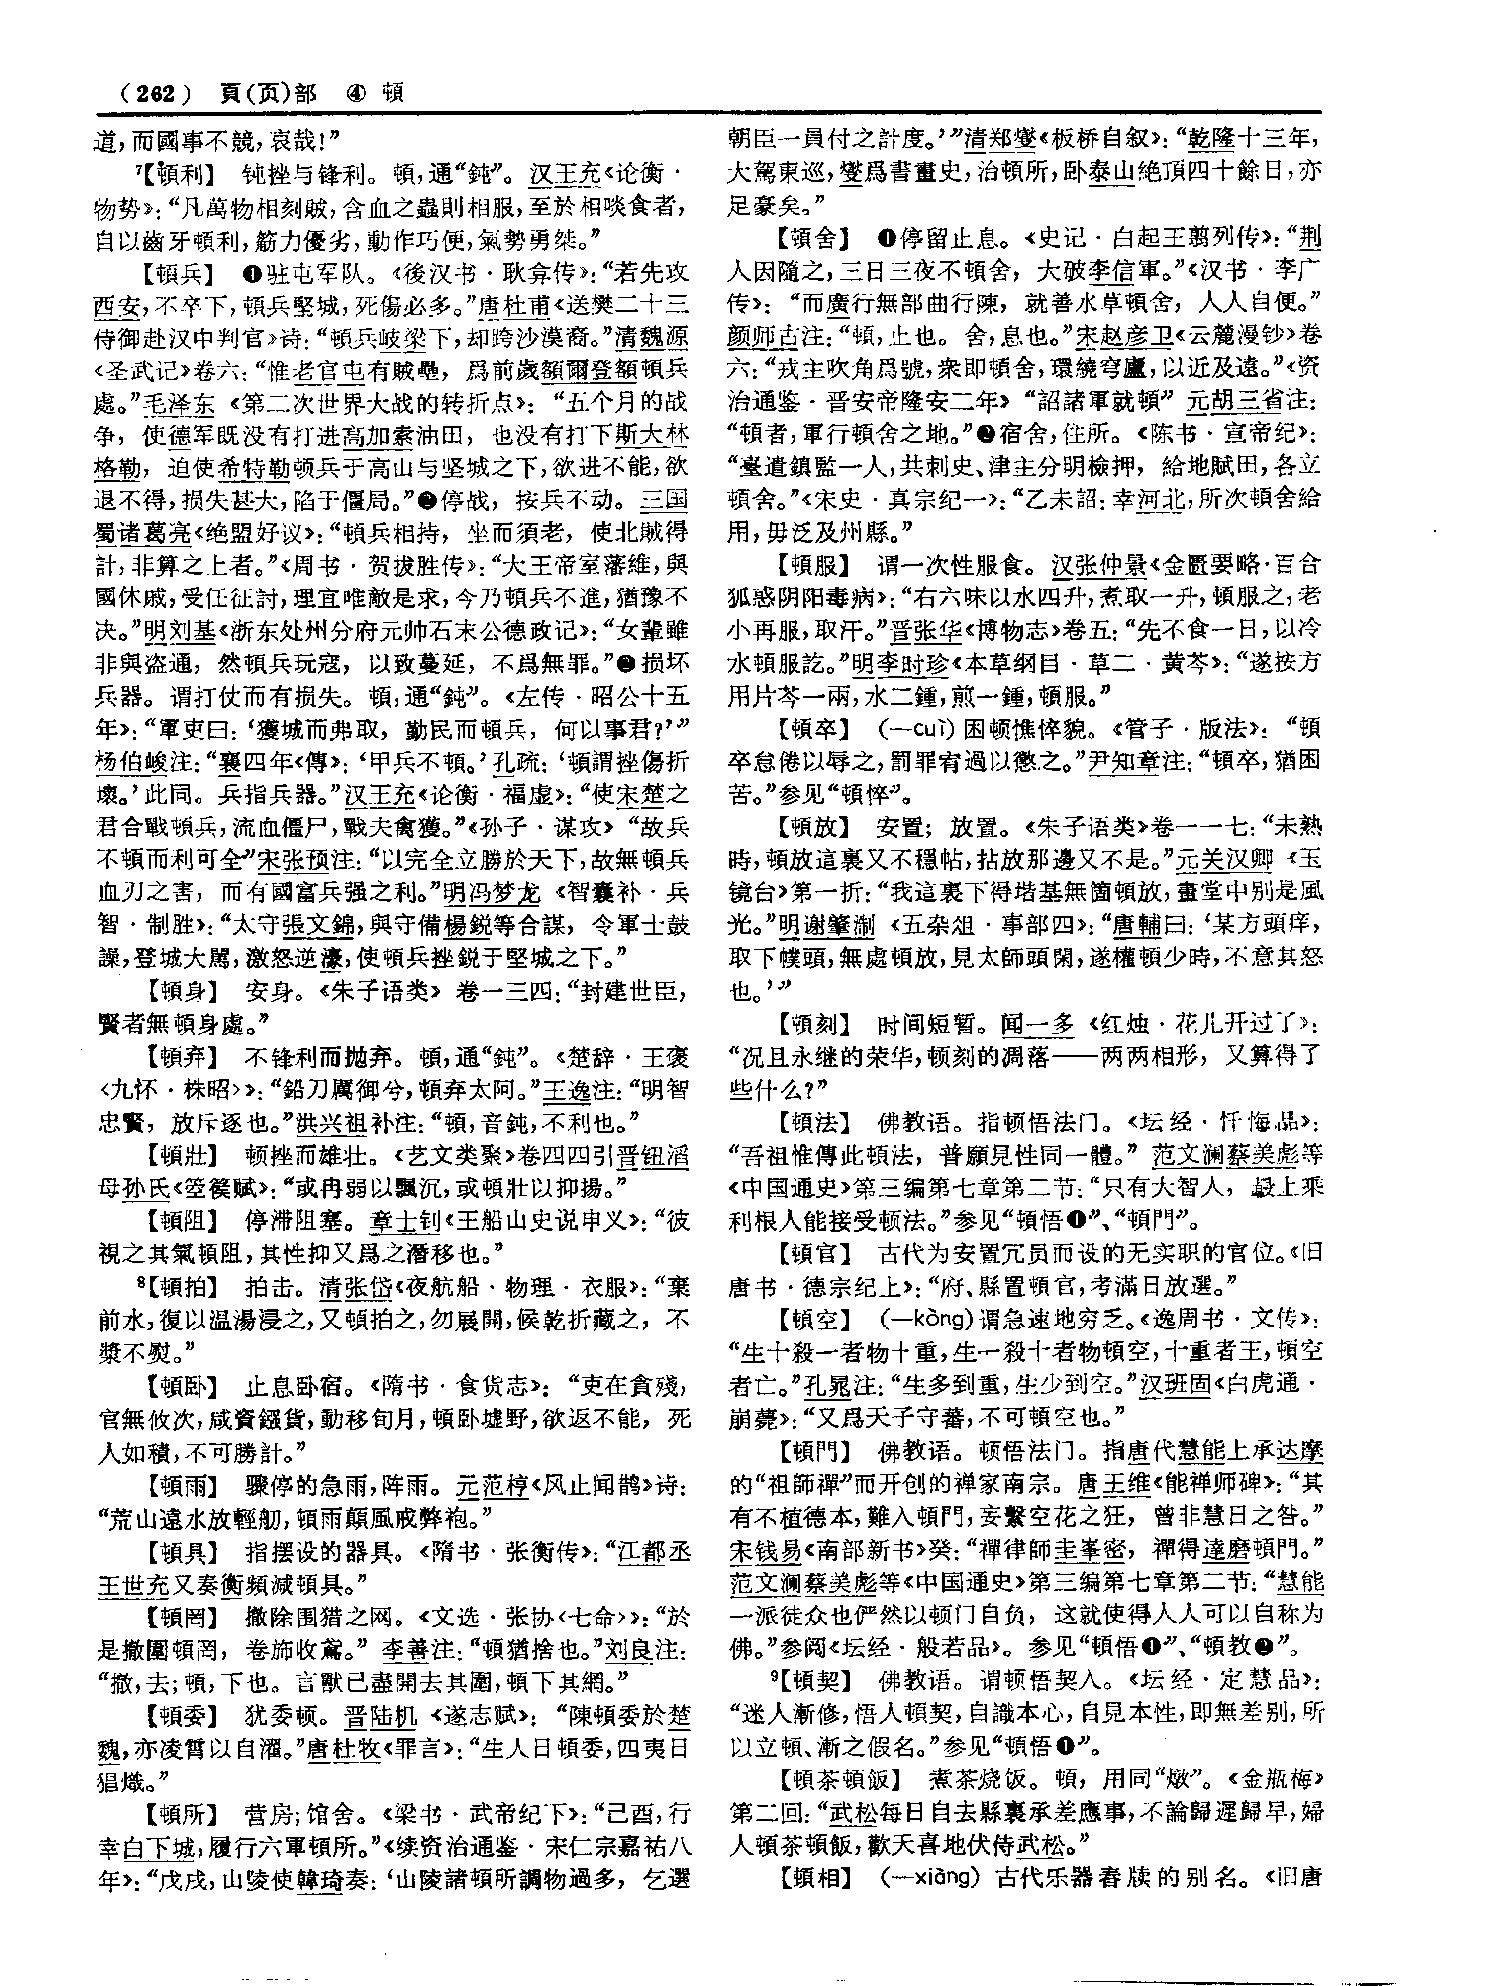 （262） 頁(页)部 ④ 頓
道，而國事不競，哀哉！”
⁷【頓利】 钝挫与锋利。頓，通“鈍”。汉王充《论衡·
物势》：“凡萬物相刻賊，含血之蟲則相服，至於相啖食者，
自以齒牙頓利，筋力優劣，動作巧便，氣勢勇桀。”
【頓兵】 ❶驻屯军队。《後汉书·耿弇传》：“若先攻
西安，不卒下，頓兵堅城，死傷必多。”唐杜甫《送樊二十三
侍御赴汉中判官》诗：“頓兵岐梁下，却跨沙漠裔。”清魏源
《圣武记》卷六：“惟老官屯有賊壘，爲前歲額爾登額頓兵
處。”毛泽东《第二次世界大战的转折点》：“五个月的战
争，使德军既没有打进高加索油田，也没有打下斯大林
格勒，迫使希特勒顿兵于高山与坚城之下，欲进不能，欲
退不得，损失甚大，陷于僵局。”❷停战，按兵不动。三国
蜀诸葛亮《绝盟好议》：“頓兵相持，坐而須老，使北賊得
計，非算之上者。”《周书·贺拔胜传》：“大王帝室藩維，與
國休戚，受任征討，理宜唯敵是求，今乃頓兵不進，猶豫不
决。”明刘基《浙东处州分府元帅石末公德政记》：“女輩雖
非與盗通，然頓兵玩寇，以致蔓延，不爲無罪。”❸损坏
兵器。谓打仗而有损失。頓，通“鈍”。《左传·昭公十五
年》：“軍吏曰：‘獲城而弗取，勤民而頓兵，何以事君？’”
杨伯峻注：“襄四年《傳》：‘甲兵不頓。’孔疏：‘頓謂挫傷折
壞。’此同。兵指兵器。”汉王充《论衡·福虚》：“使宋楚之
君合戰頓兵，流血僵尸，戰夫禽獲。”《孙子·谋攻》“故兵
不頓而利可全”宋张预注：“以完全立勝於天下，故無頓兵
血刃之害，而有國富兵强之利。”明冯梦龙《智囊补·兵
智·制胜》：“太守張文錦，與守備楊鋭等合謀，令軍士鼓
譟，登城大駡，激怒逆濠，使頓兵挫鋭于堅城之下。”
【頓身】 安身。《朱子语类》卷一三四：“封建世臣，
賢者無頓身處。”
【頓弃】 不锋利而抛弃。頓，通“鈍”。《楚辞·王褒
〈九怀·株昭〉》：“鉛刀厲御兮，頓弃太阿。”王逸注：“明智
忠賢，放斥逐也。”洪兴祖补注：“頓，音鈍，不利也。”
【頓壯】 顿挫而雄壮。《艺文类聚》卷四四引晋钮滔
母孙氏《箜篌赋》：“或冉弱以飄沉，或頓壯以抑揚。”
【頓阻】 停滞阻塞。章士钊《王船山史说申义》：“彼
視之其氣頓阻，其性抑又爲之潛移也。”
⁸【頓拍】 拍击。清张岱《夜航船·物理·衣服》：“棄
前水，復以温湯浸之，又頓拍之，勿展開，候乾折藏之，不
漿不熨。”
【頓卧】 止息卧宿。《隋书·食货志》：“吏在貪殘，
官無攸次，咸資鏹貨，動移旬月，頓卧墟野，欲返不能，死
人如積，不可勝計。”
【頓雨】 骤停的急雨，阵雨。元范梈《风止闻鹊》诗：
“荒山遠水放輕舠，頓雨顛風戒弊袍。”
【頓具】 指摆设的器具。《隋书·张衡传》：“江都丞
王世充又奏衡頻減頓具。”
【頓罔】 撤除围猎之网。《文选·张协〈七命〉》：“於
是撤圍頓罔，卷旆收鳶。”李善注：“頓猶捨也。”刘良注：
“撤，去；頓，下也。言獸已盡開去其圍，頓下其網。”
【頓委】 犹委顿。晋陆机《遂志赋》：“陳頓委於楚
魏，亦凌霄以自濯。”唐杜牧《罪言》：“生人日頓委，四夷日
猖熾。”
【頓所】 营房；馆舍。《梁书·武帝纪下》：“己酉，行
幸白下城，履行六軍頓所。”《续资治通鉴·宋仁宗嘉祐八
年》：“戊戌，山陵使韓琦奏：‘山陵諸頓所調物過多，乞選
朝臣一員付之計度。’”清郑燮《板桥自叙》：“乾隆十三年，
大駕東巡，燮爲書畫史，治頓所，卧泰山絶頂四十餘日，亦
足豪矣。”
【頓舍】 ❶停留止息。《史记·白起王翦列传》：“荆
人因隨之，三日三夜不頓舍，大破李信軍。”《汉书·李广
传》：“而廣行無部曲行陳，就善水草頓舍，人人自便。”
颜师古注：“頓，止也。舍，息也。”宋赵彦卫《云麓漫钞》卷
六：“戎主吹角爲號，衆即頓舍，環繞穹廬，以近及遠。”《资
治通鉴·晋安帝隆安二年》“詔諸軍就頓”元胡三省注：
“頓者，軍行頓舍之地。”❷宿舍，住所。《陈书·宣帝纪》：
“臺遣鎮監一人，共刺史、津主分明檢押，給地賦田，各立
頓舍。”《宋史·真宗纪一》：“乙未詔：幸河北，所次頓舍給
用，毋泛及州縣。”
【頓服】 谓一次性服食。汉张仲景《金匮要略·百合
狐惑阴阳毒病》：“右六味以水四升，煮取一升，頓服之，老
小再服，取汗。”晋张华《博物志》卷五：“先不食一日，以冷
水頓服訖。”明李时珍《本草纲目·草二·黄芩》：“遂按方
用片芩一兩，水二鍾，煎一鍾，頓服。”
【頓卒】 （—cuì）困顿憔悴貌。《管子·版法》：“頓
卒怠倦以辱之，罰罪宥過以懲之。”尹知章注：“頓卒，猶困
苦。”参见“頓悴”。
【頓放】 安置；放置。《朱子语类》卷一一七：“未熟
時，頓放這裏又不穩帖，拈放那邊又不是。”元关汉卿《玉
镜台》第一折：“我這裏下得堦基無箇頓放，畫堂中别是風
光。”明谢肇淛《五杂俎·事部四》：“唐輔曰：‘某方頭痒，
取下幞頭，無處頓放，見太師頭閑，遂權頓少時，不意其怒
也。’”
【頓刻】 时间短暂。闻一多《红烛·花儿开过了》：
“况且永继的荣华，顿刻的凋落——两两相形，又算得了
些什么？”
【頓法】 佛教语。指顿悟法门。《坛经·忏悔品》：
“吾祖惟傳此頓法，普願見性同一體。”范文澜蔡美彪等
《中国通史》第三编第七章第二节：“只有大智人，最上乘
利根人能接受顿法。”参见“頓悟❶”、“頓門”。
【頓官】 古代为安置冗员而设的无实职的官位。《旧
唐书·德宗纪上》：“府、縣置頓官，考滿日放選。”
【頓空】 （—kòng）谓急速地穷乏。《逸周书·文传》：
“生十殺一者物十重，生一殺十者物頓空，十重者王，頓空
者亡。”孔晁注：“生多到重，生少到空。”汉班固《白虎通·
崩薨》：“又爲天子守蕃，不可頓空也。”
【頓門】 佛教语。顿悟法门。指唐代慧能上承达摩
的“祖師禪”而开创的禅家南宗。唐王维《能禅师碑》：“其
有不植德本，難入頓門，妄繫空花之狂，曾非慧日之咎。”
宋钱易《南部新书》癸：“禪律師圭峯密，禪得達磨頓門。”
范文澜蔡美彪等《中国通史》第三编第七章第二节：“慧能
一派徒众也俨然以顿门自负，这就使得人人可以自称为
佛。”参阅《坛经·般若品》。参见“頓悟❶”、“頓教❷”。
⁹【頓契】 佛教语。谓顿悟契入。《坛经·定慧品》：
“迷人漸修，悟人頓契，自識本心，自見本性，即無差别，所
以立頓、漸之假名。”参见“頓悟❶”。
【頓茶頓飯】 煮茶烧饭。頓，用同“燉”。《金瓶梅》
第二回：“武松每日自去縣裏承差應事，不論歸遲歸早，婦
人頓茶頓飯，歡天喜地伏侍武松。”
【頓相】 （—xiàng）古代乐器舂牍的别名。《旧唐